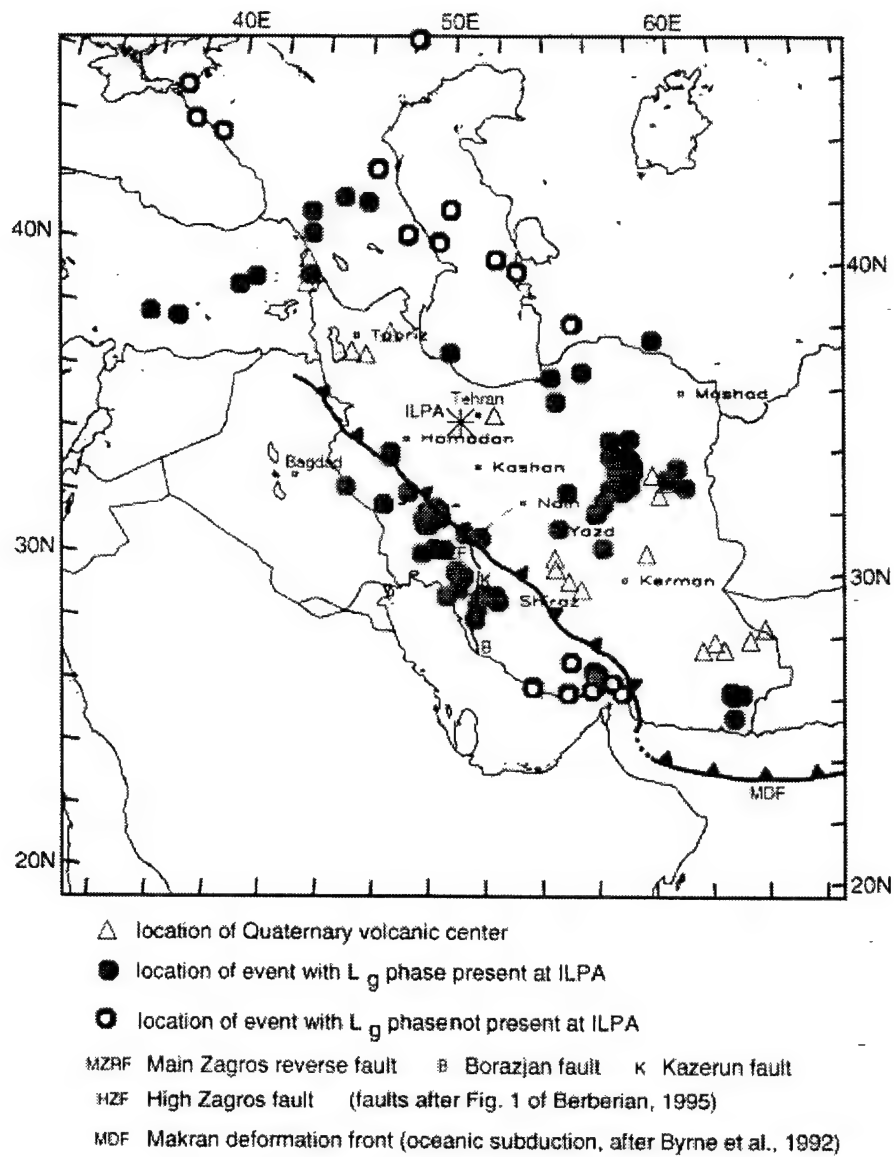 40E 50E 60E
40N
40N
Tabriz
Mashad
Tehran
ILPA
Hamadan
Bagdad
Kashan
Nain
30N
Yazd
30N
K
Kerman
Shiraz
B
MDF
20N
20N
location of Quaternary volcanic center
location of event with L g phase present at ILPA
location of event with L g phasenot present at ILPA
MZRF Main Zagros reverse fault B Borazjan fault K Kazerun fault
HZF High Zagros fault (faults after Fig. 1 of Berberian, 1995)
MDF Makran deformation front (oceanic subduction, after Byrne et al., 1992)